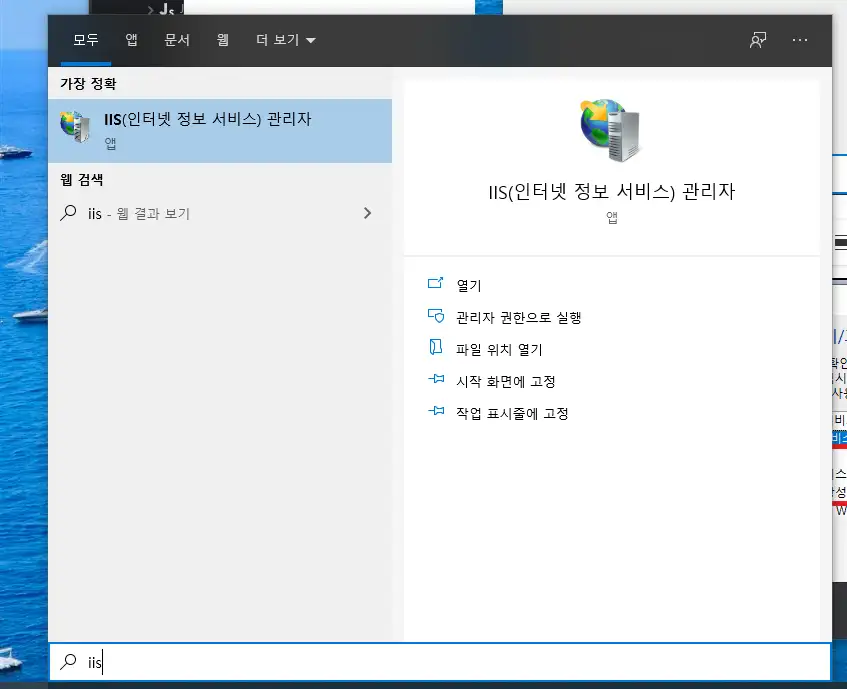 Js
모두 앱 문서 웹 더 보기
가장 정확
IIS(인터넷 정보 서비스) 관리자
앱
웹 검색
iis - 웹 결과 보기
IIS(인터넷 정보 서비스) 관리자
앱
열기
관리자 권한으로 실행
파일 위치 열기
시작 화면에 고정
작업 표시줄에 고정
iis